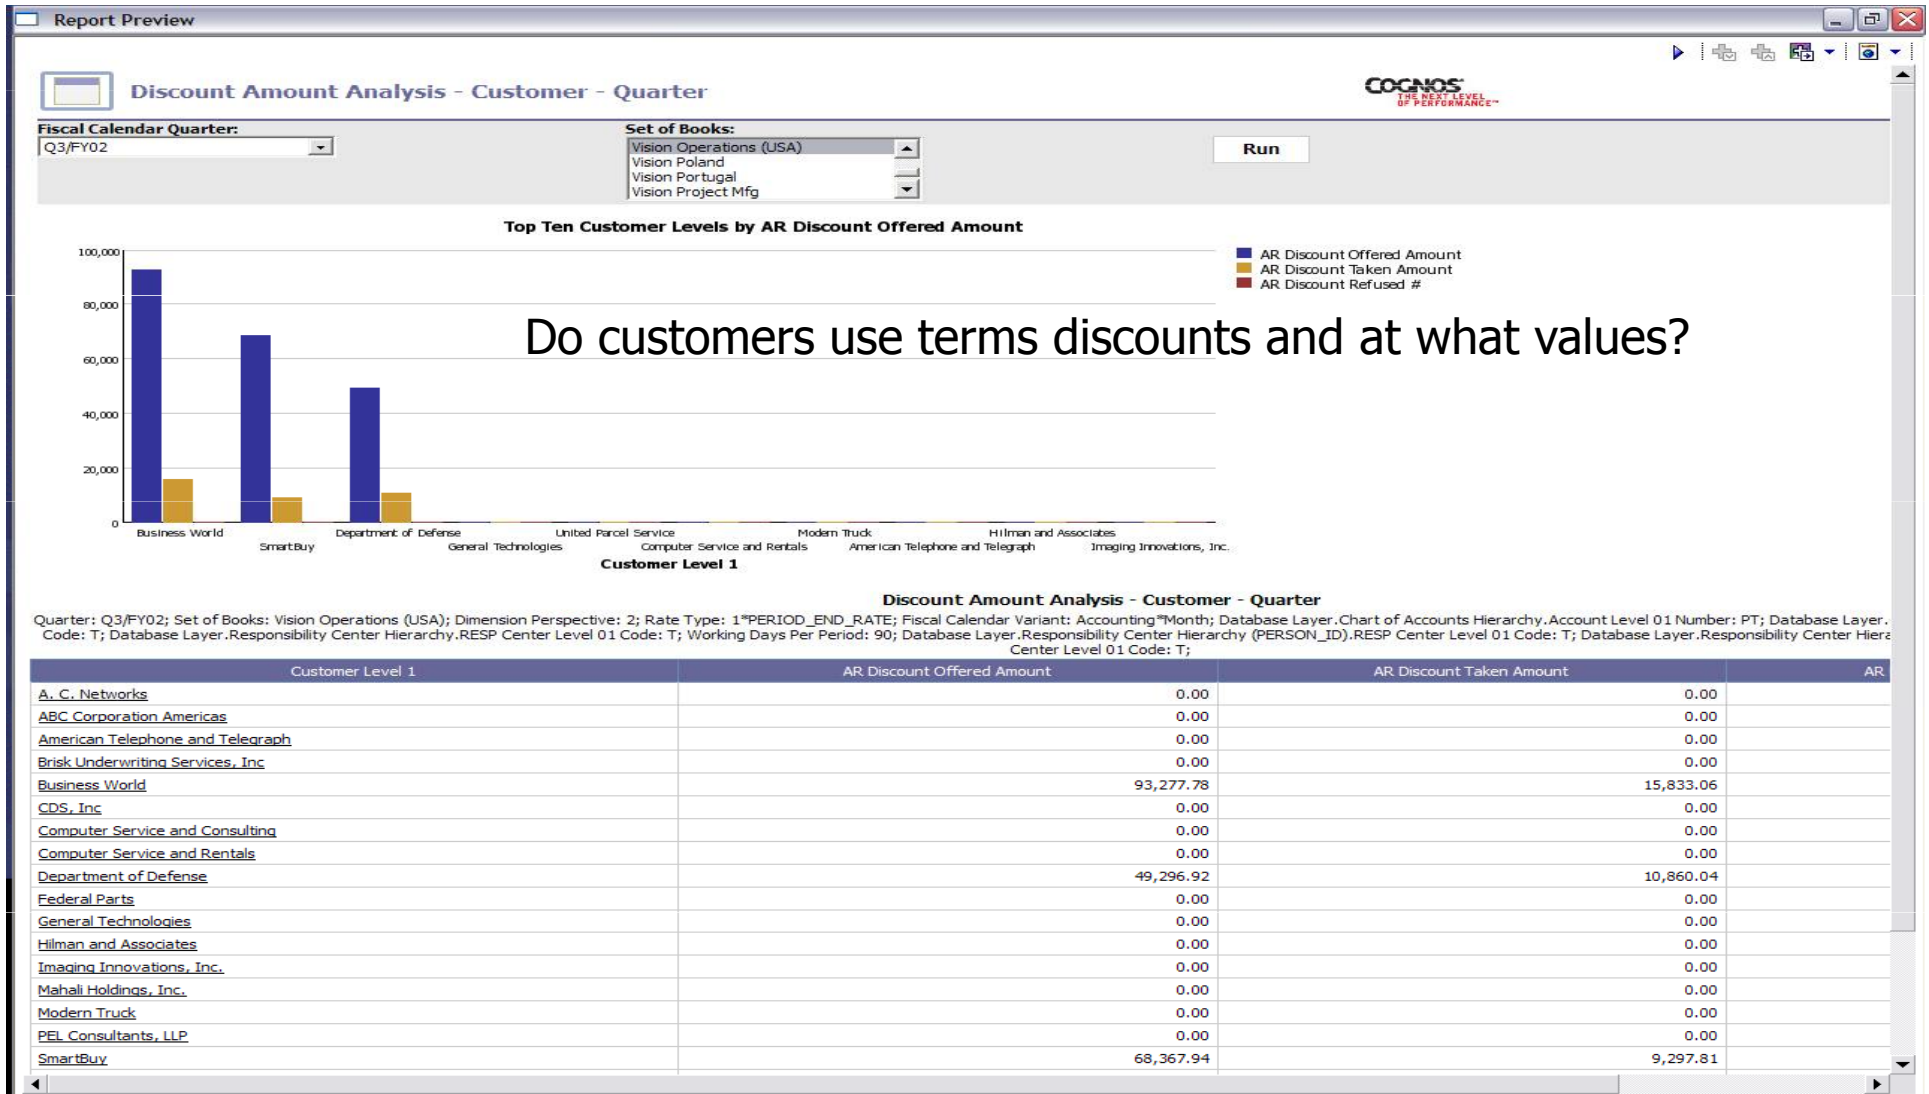 Report Preview
Discount Amount Analysis - Customer - Quarter
COGNOS
THE NEXT LEVEL
OF PERFORMANCE™
Fiscal Calendar Quarter:
Q3/FY02
Set of Books:
Vision Operations (USA)
Vision Poland
Vision Portugal
Vision Project Mfg
Run
Top Ten Customer Levels by AR Discount Offered Amount
100,000
80,000
60,000
40,000
20,000
0
AR Discount Offered Amount
AR Discount Taken Amount
AR Discount Refused #
Do customers use terms discounts and at what values?
Business World
SmartBuy
Department of Defense
General Technologies
United Parcel Service
Computer Service and Rentals
Modern Truck
American Telephone and Telegraph
Hilman and Associates
Imaging Innovations, Inc.
Customer Level 1
Discount Amount Analysis - Customer - Quarter
Quarter: Q3/FY02; Set of Books: Vision Operations (USA); Dimension Perspective: 2; Rate Type: 1*PERIOD_END_RATE; Fiscal Calendar Variant: Accounting*Month; Database Layer.Chart of Accounts Hierarchy.Account Level 01 Number: PT; Database Layer.
Code: T; Database Layer.Responsibility Center Hierarchy.RESP Center Level 01 Code: T; Working Days Per Period: 90; Database Layer.Responsibility Center Hierarchy (PERSON_ID).RESP Center Level 01 Code: T; Database Layer.Responsibility Center Hiera
Center Level 01 Code: T;
Customer Level 1 AR Discount Offered Amount AR Discount Taken Amount AR
A. C. Networks 0.00 0.00
ABC Corporation Americas 0.00 0.00
American Telephone and Telegraph 0.00 0.00
Brisk Underwriting Services, Inc 0.00 0.00
Business World 93,277.78 15,833.06
CDS, Inc 0.00 0.00
Computer Service and Consulting 0.00 0.00
Computer Service and Rentals 0.00 0.00
Department of Defense 49,296.92 10,860.04
Federal Parts 0.00 0.00
General Technologies 0.00 0.00
Hilman and Associates 0.00 0.00
Imaging Innovations, Inc. 0.00 0.00
Mahali Holdings, Inc. 0.00 0.00
Modern Truck 0.00 0.00
PEL Consultants, LLP 0.00 0.00
SmartBuy 68,367.94 9,297.81